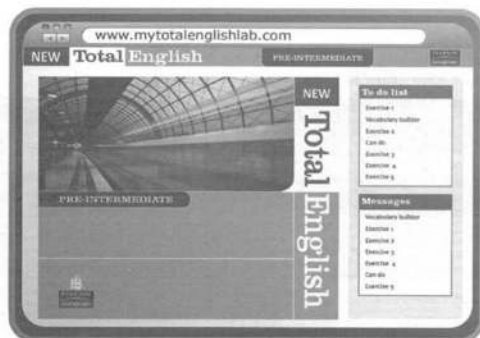 www.mytotalenglishlab.com
NEW Total English
PRE-INTERMEDIATE
NEW
Total English
PRE-INTERMEDIATE
To do list
Exercise 1
Vocabulary builder
Exercise 2
Can do
Exercise 3
Exercise 4
Exercise 5
Messages
Vocabulary builder
Exercise 1
Exercise 2
Exercise 3
Exercise 4
Can do
Exercise 5